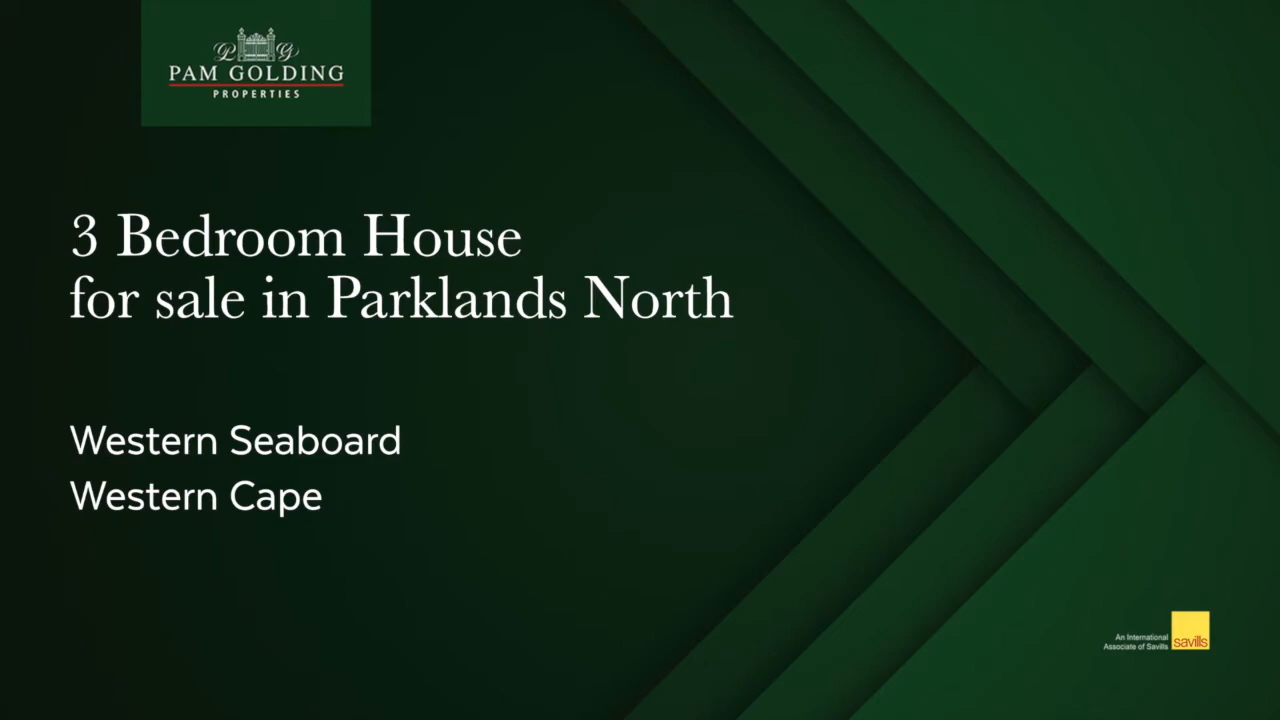 PG
PAM GOLDING
PROPERTIES
3 Bedroom House
for sale in Parklands North
Western Seaboard
Western Cape
An International
Associate of Savills
savills